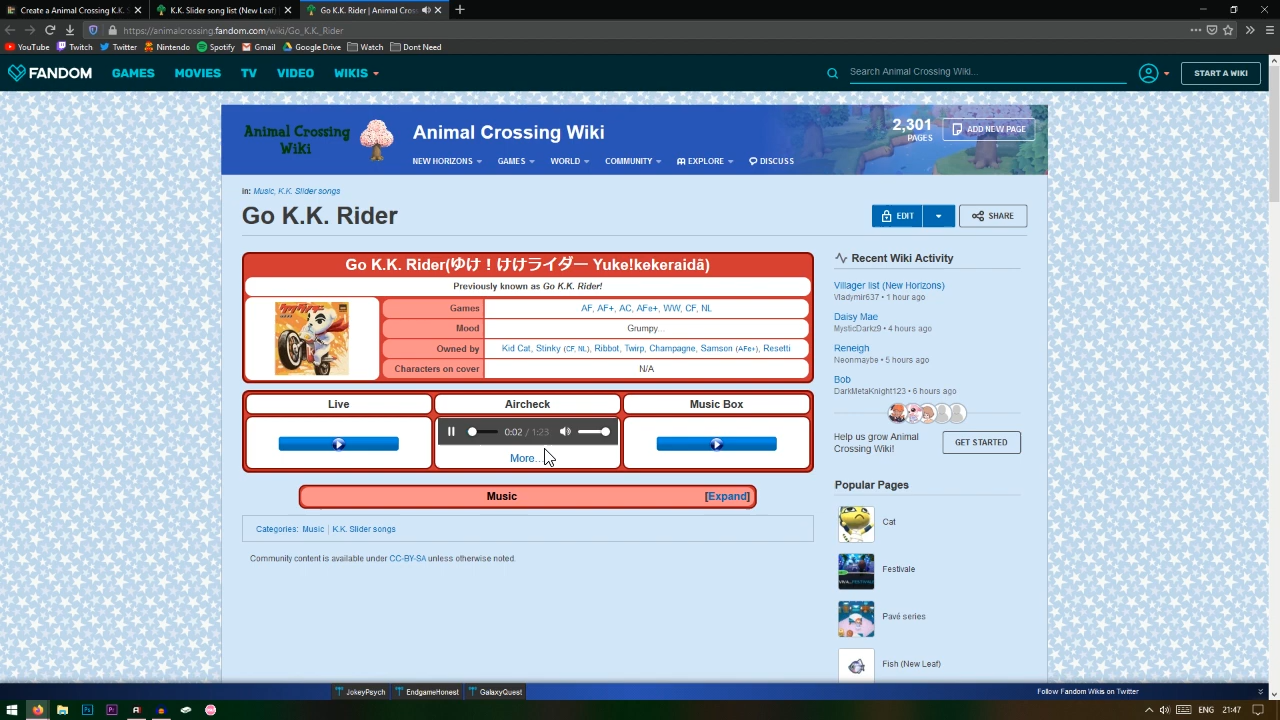 Create a Animal Crossing K.K. S
K.K. Slider song list (New Leaf)
Go K.K. Rider | Animal Cross
https://animalcrossing.fandom.com/wiki/Go_K.K._Rider
YouTube
Twitch
Twitter
Nintendo
Spotify
Gmail
Google Drive
Watch
Dont Need
FANDOM
GAMES
MOVIES
TV
VIDEO
WIKIS
Search Animal Crossing Wiki...
START A WIKI
Animal Crossing
Wiki
Animal Crossing Wiki
2,301
PAGES
ADD NEW PAGE
NEW HORIZONS
GAMES
WORLD
COMMUNITY
EXPLORE
DISCUSS
in: Music, K.K. Slider songs
Go K.K. Rider
EDIT
SHARE
Go K.K. Rider(ゆけ！けけライダー Yuke!kekeraidā)
Previously known as Go K.K. Rider!
Games
AF, AF+, AC, AFe+, WW, CF, NL
Mood
Grumpy...
Owned by
Kid Cat, Stinky (CF, NL), Ribbot, Twirp, Champagne, Samson (AFe+), Resetti
Characters on cover
N/A
Live
Aircheck
Music Box
0:02 / 1:23
More...
Music
[Expand]
Categories: Music | K.K. Slider songs
Community content is available under CC-BY-SA unless otherwise noted.
Recent Wiki Activity
Villager list (New Horizons)
Vladymir637 • 1 hour ago
Daisy Mae
MysticDarkz9 • 4 hours ago
Reneigh
Neonmaybe • 5 hours ago
Bob
DarkMetaKnight123 • 6 hours ago
Help us grow Animal
Crossing Wiki!
GET STARTED
Popular Pages
Cat
Festivale
Pavé series
Fish (New Leaf)
JokeyPsych
EndgameHonest
GalaxyQuest
Follow Fandom Wikis on Twitter
ENG
21:47